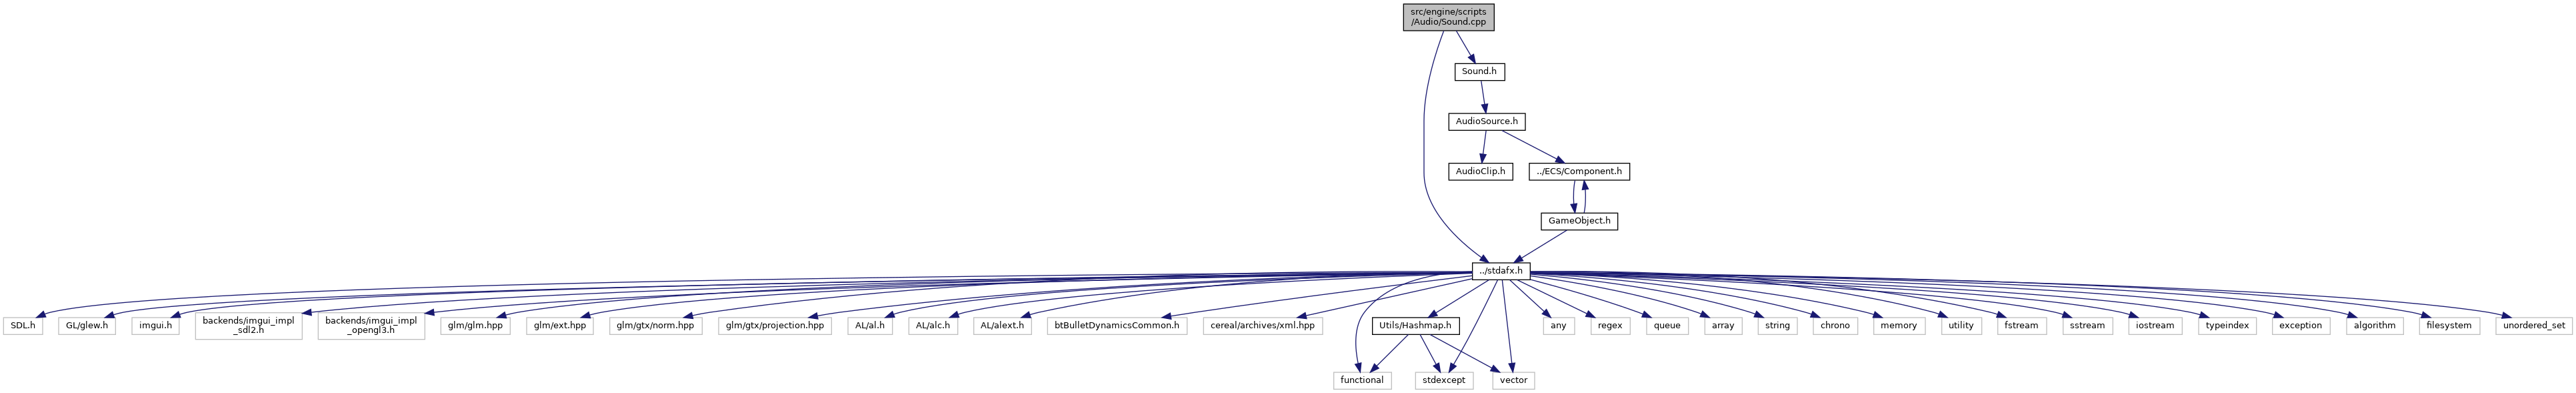 src/engine/scripts
/Audio/Sound.cpp
Sound.h
AudioSource.h
AudioClip.h
../ECS/Component.h
GameObject.h
../stdafx.h
SDL.h
GL/glew.h
imgui.h
backends/imgui_impl
_sdl2.h
backends/imgui_impl
_opengl3.h
glm/glm.hpp
glm/ext.hpp
glm/gtx/norm.hpp
glm/gtx/projection.hpp
AL/al.h
AL/alc.h
AL/alext.h
btBulletDynamicsCommon.h
cereal/archives/xml.hpp
Utils/Hashmap.h
any
regex
queue
array
string
chrono
memory
utility
fstream
sstream
iostream
typeindex
exception
algorithm
filesystem
unordered_set
functional
stdexcept
vector